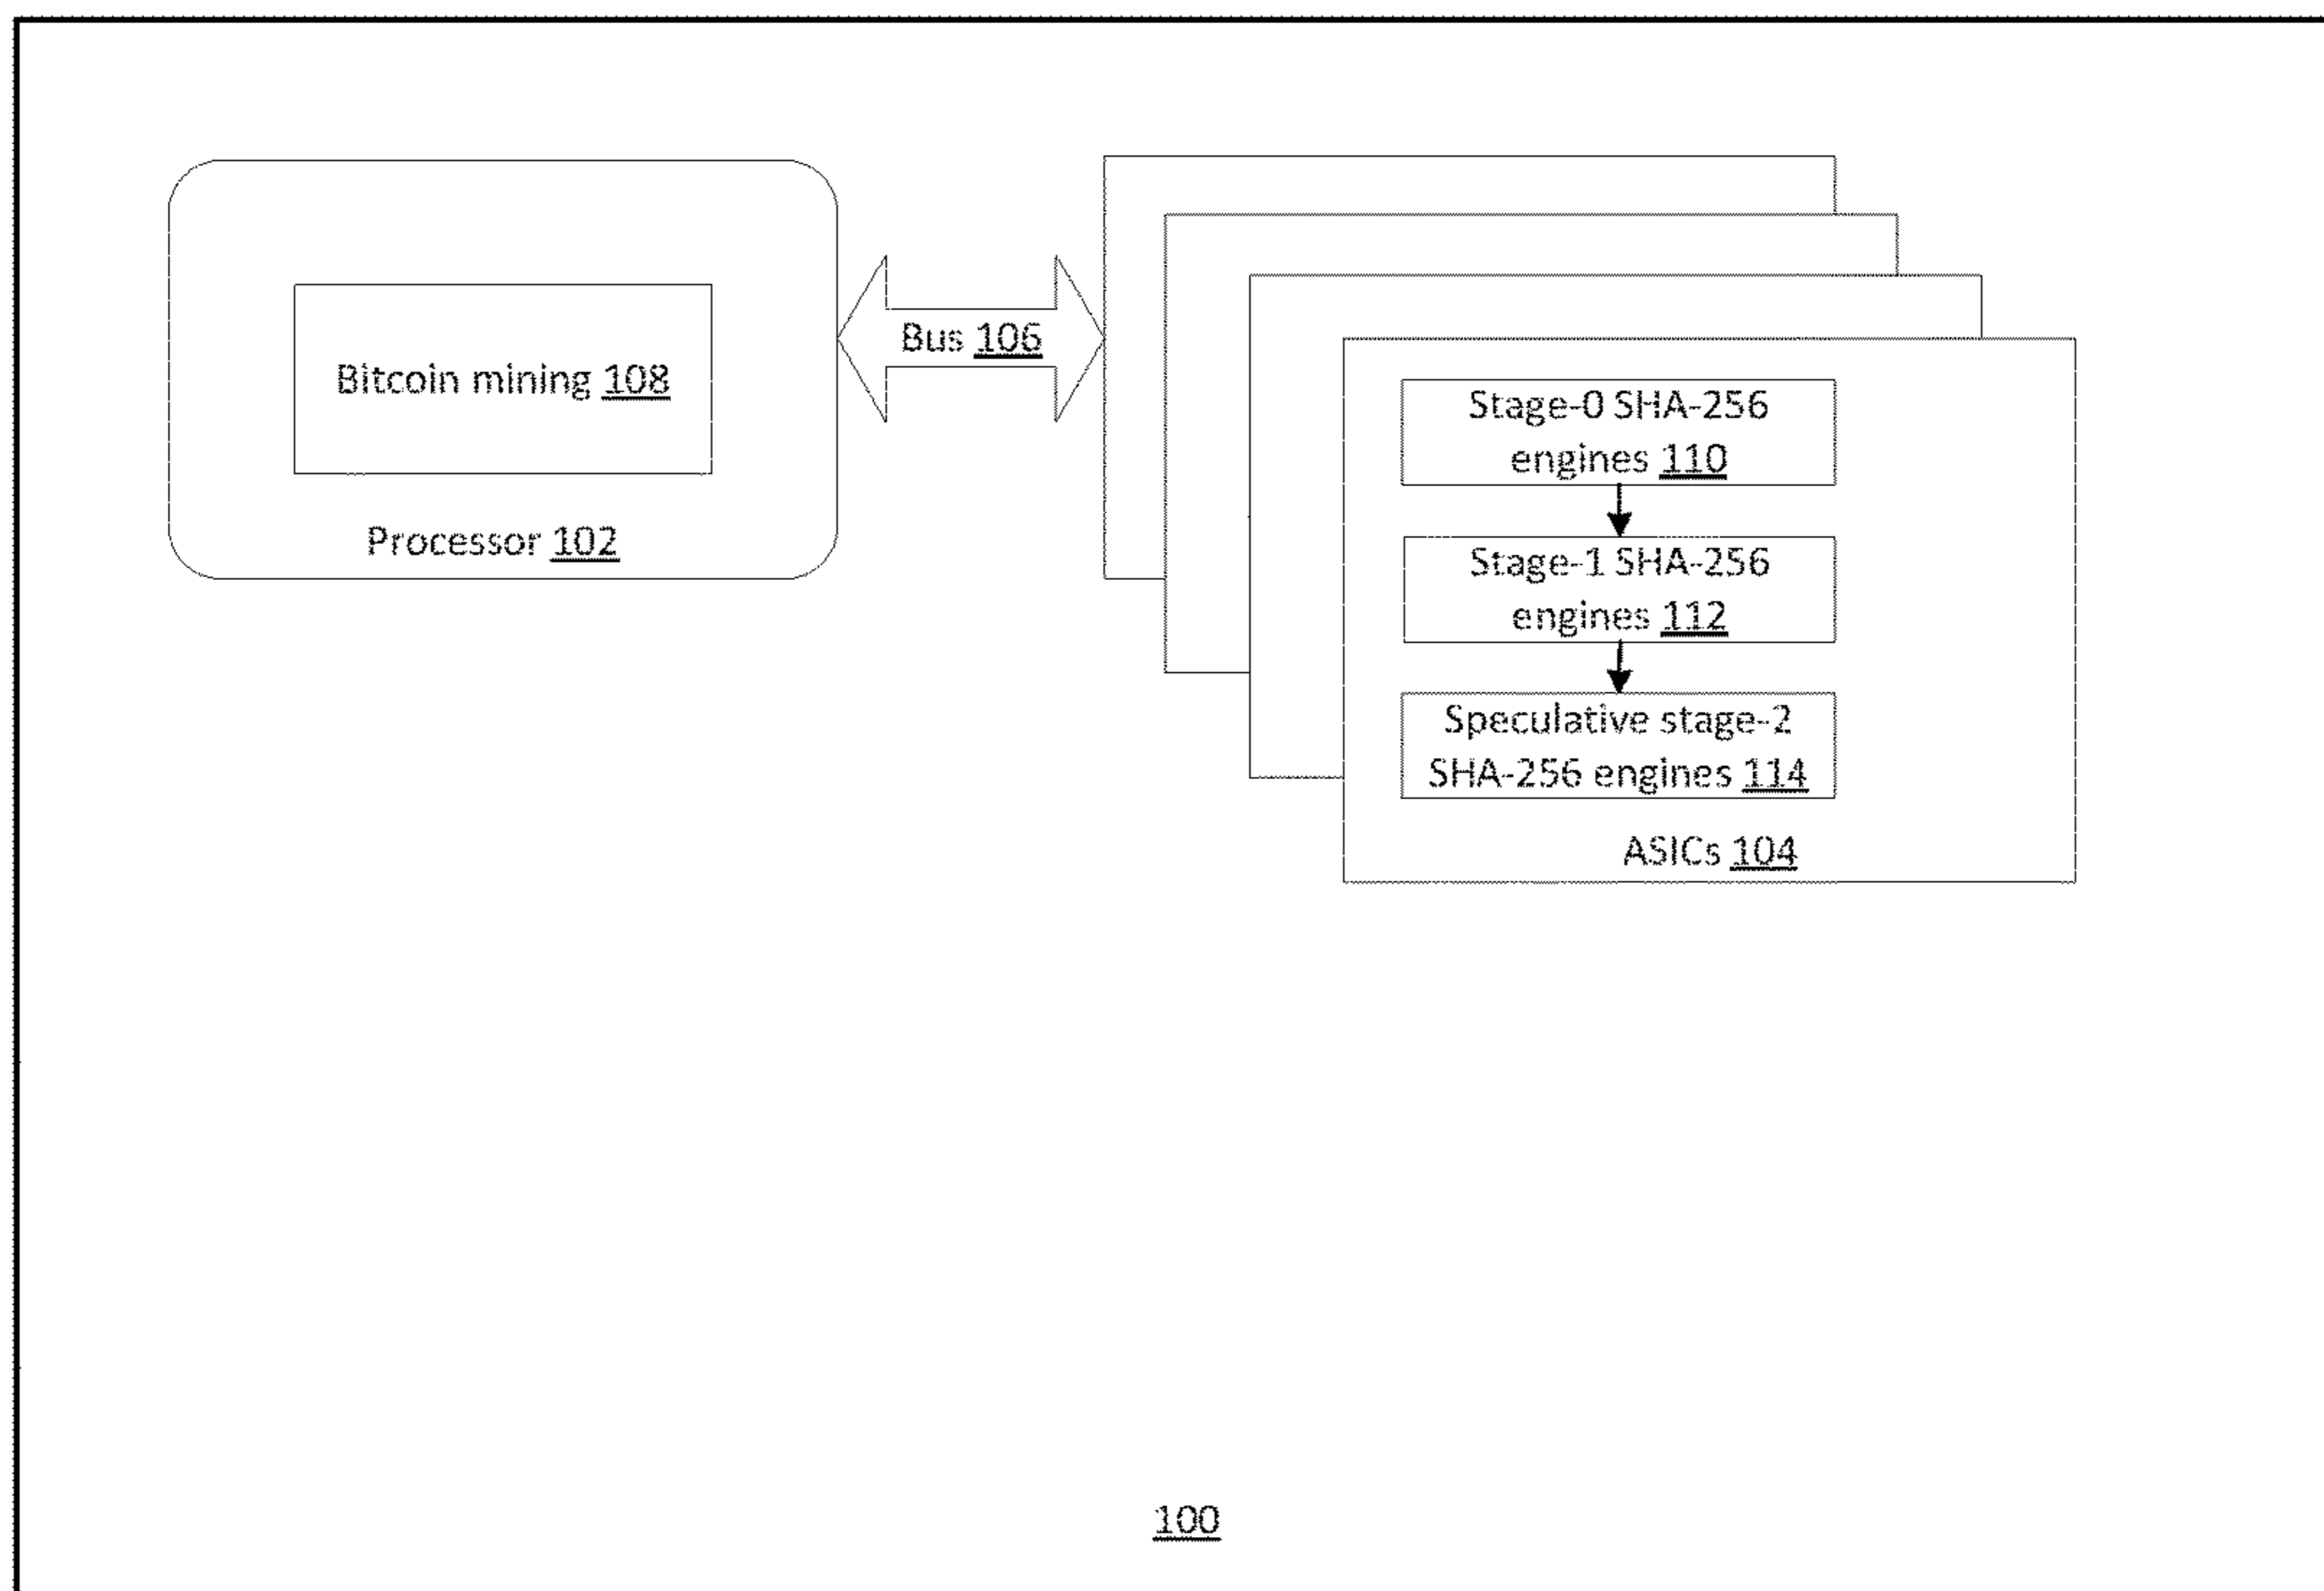 Bitcoin mining 108
Processor 102
Bus 106
Stage-0 SHA-256
engines 110
Stage-1 SHA-256
engines 112
Speculative stage-2
SHA-256 engines 114
ASICs 104
100